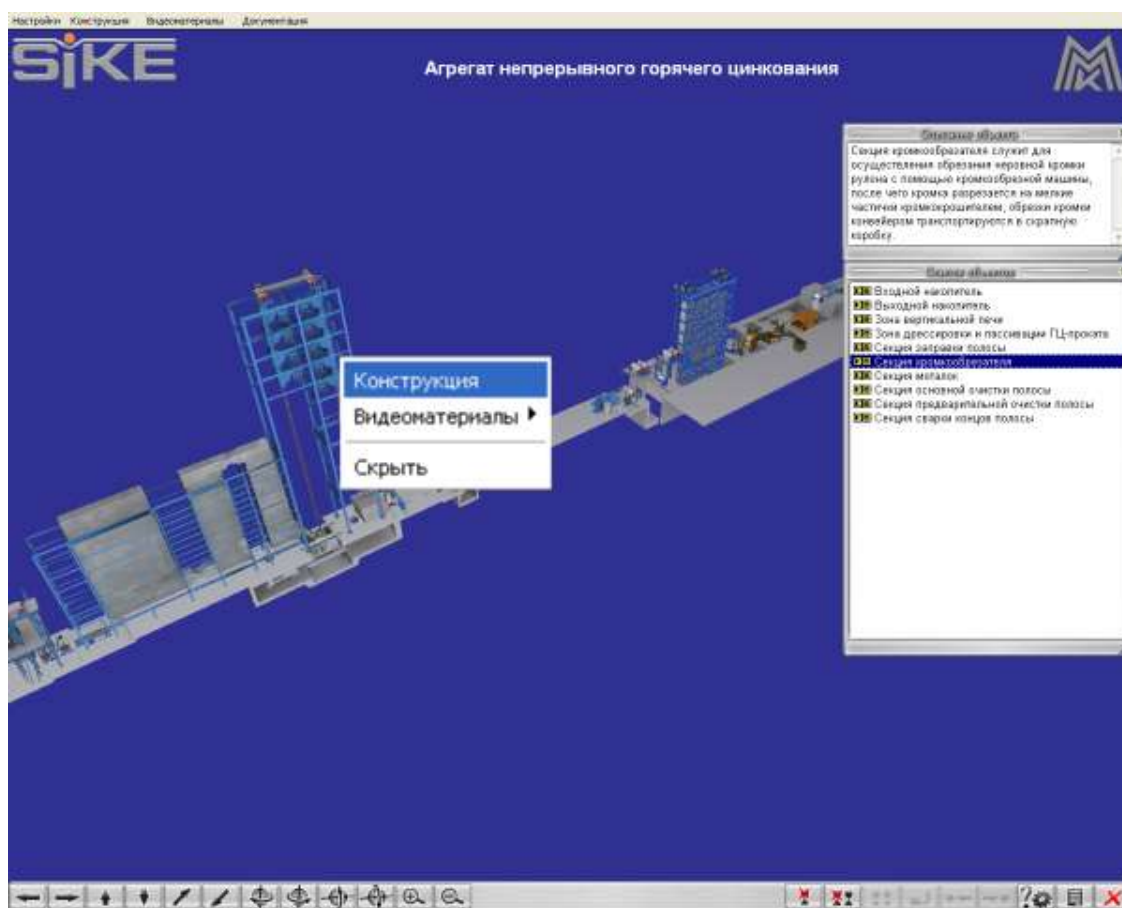 Настройки Конструкция Видеоматериалы Документация
SiKE
Агрегат непрерывного горячего цинкования
Описание объекта
Секция кромкообрезателя служит для
осуществления обрезания неровной кромки
рулона с помощью кромкообрезной машины,
после чего кромка разрезается на мелкие
частички кромкокрошителем, обрезки кромки
конвейером транспортируются в скрапную
коробку.
Список объектов
Входной накопитель
Выходной накопитель
Зона вертикальной печи
Зона дрессировки и пассивации ГЦ-проката
Секция заправки полосы
Секция кромкообрезателя
Секция моталок
Секция основной очистки полосы
Секция предварительной очистки полосы
Секция сварки концов полосы
Конструкция
Видеоматериалы
Скрыть